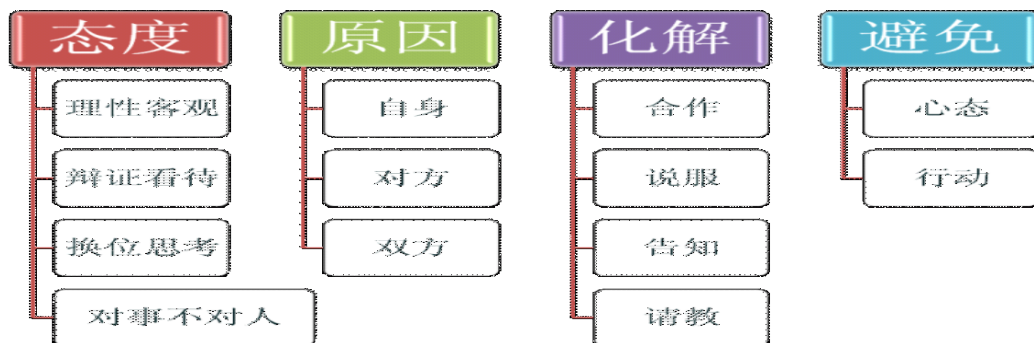 态度
理性客观
辩证看待
换位思考
对事不对人
原因
自身
对方
双方
化解
合作
说服
告知
请教
避免
心态
行动